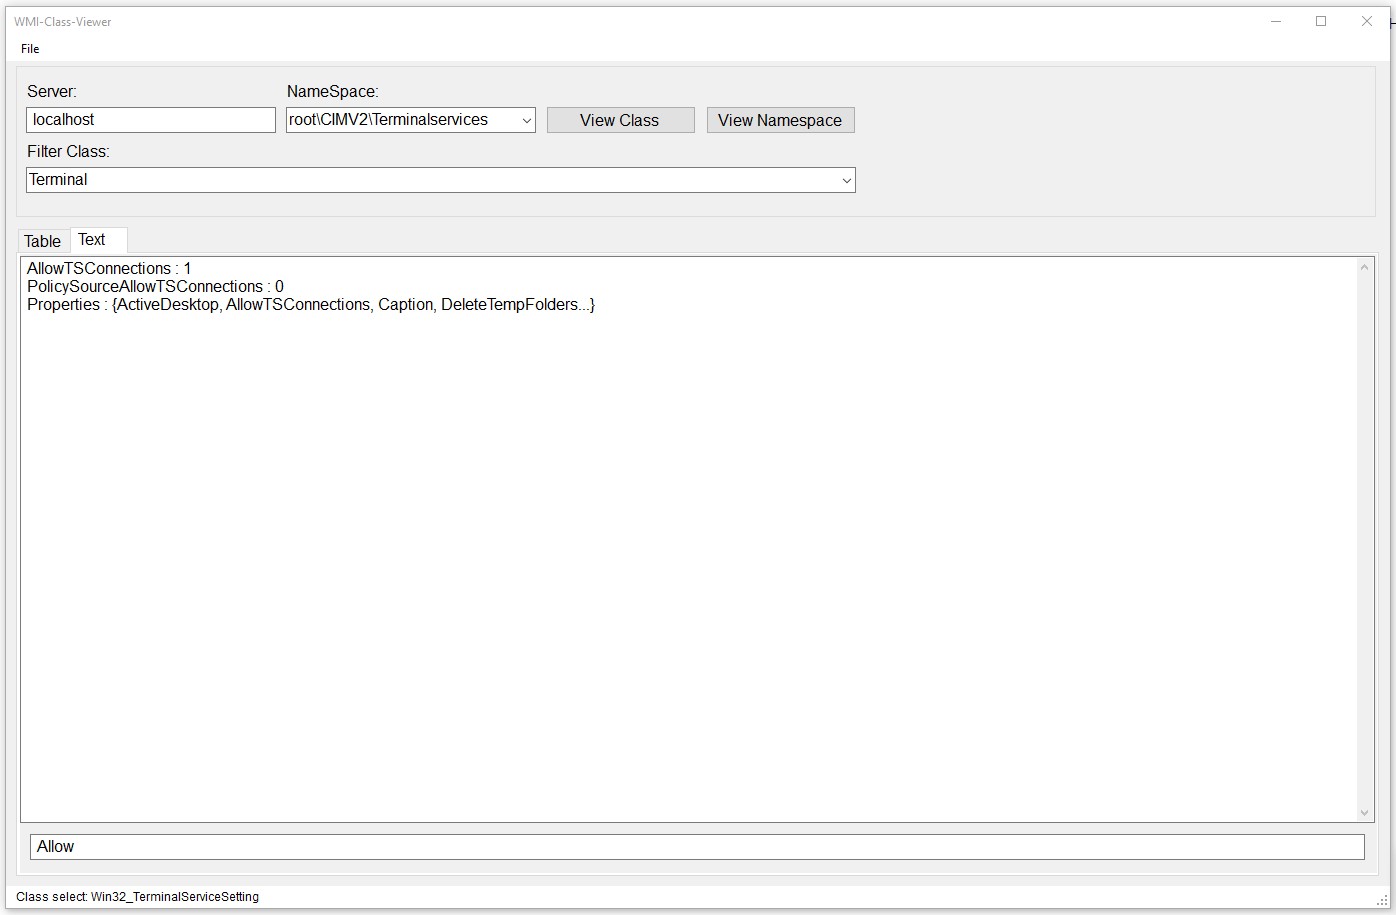 WMI-Class-Viewer
File
Server:
NameSpace:
localhost
root\CIMV2\Terminalservices
View Class
View Namespace
Filter Class:
Terminal
Table
Text
AllowTSConnections : 1
PolicySourceAllowTSConnections : 0
Properties : {ActiveDesktop, AllowTSConnections, Caption, DeleteTempFolders...}
Allow
Class select: Win32_TerminalServiceSetting